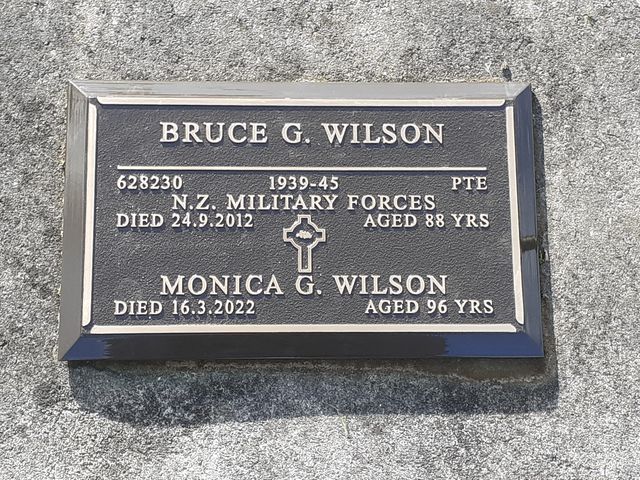 BRUCE G. WILSON
628230 1939-45 PTE
N.Z. MILITARY FORCES
DIED 24.9.2012 AGED 88 YRS
MONICA G. WILSON
DIED 16.3.2022 AGED 96 YRS